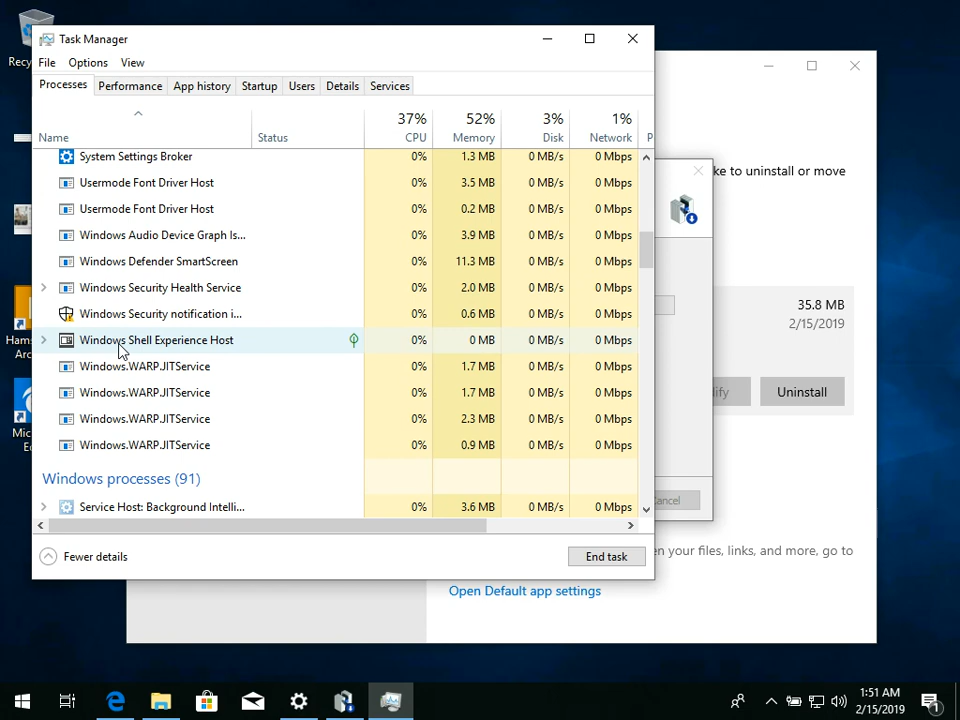 Recy
Task Manager
File Options View
Processes Performance App history Startup Users Details Services
37% 52% 3% 1%
Name Status CPU Memory Disk Network P
System Settings Broker 0% 1.3 MB 0 MB/s 0 Mbps
Usermode Font Driver Host 0% 3.5 MB 0 MB/s 0 Mbps
Usermode Font Driver Host 0% 0.2 MB 0 MB/s 0 Mbps
Windows Audio Device Graph Is... 0% 3.9 MB 0 MB/s 0 Mbps
Windows Defender SmartScreen 0% 11.3 MB 0 MB/s 0 Mbps
Windows Security Health Service 0% 2.0 MB 0 MB/s 0 Mbps
Windows Security notification i... 0% 0.6 MB 0 MB/s 0 Mbps
Windows Shell Experience Host 0% 0 MB 0 MB/s 0 Mbps
Windows.WARP.JITService 0% 1.7 MB 0 MB/s 0 Mbps
Windows.WARP.JITService 0% 1.7 MB 0 MB/s 0 Mbps
Windows.WARP.JITService 0% 2.3 MB 0 MB/s 0 Mbps
Windows.WARP.JITService 0% 0.9 MB 0 MB/s 0 Mbps
Windows processes (91)
Service Host: Background Intelli... 0% 3.6 MB 0 MB/s 0 Mbps
Fewer details End task
ke to uninstall or move
35.8 MB
2/15/2019
ify Uninstall
ancel
en your files, links, and more, go to
Open Default app settings
Ham
Arc
Mic
E
1:51 AM
2/15/2019
1